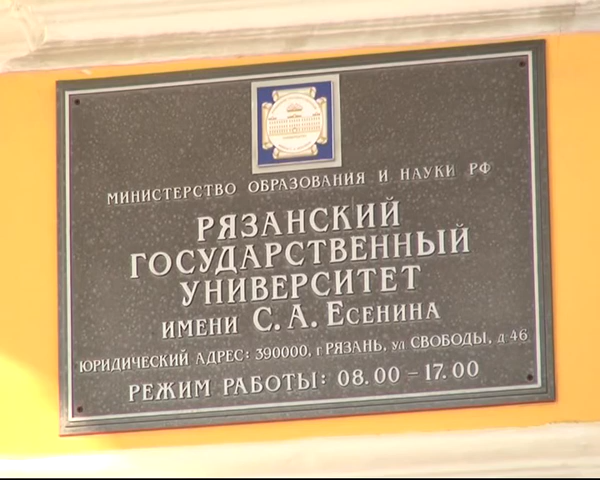 МИНИСТЕРСТВО ОБРАЗОВАНИЯ И НАУКИ РФ
РЯЗАНСКИЙ
ГОСУДАРСТВЕННЫЙ
УНИВЕРСИТЕТ
ИМЕНИ С. А. ЕСЕНИНА
ЮРИДИЧЕСКИЙ АДРЕС: 390000, г РЯЗАНЬ, ул СВОБОДЫ, д 46
РЕЖИМ РАБОТЫ: 08.00 – 17.00